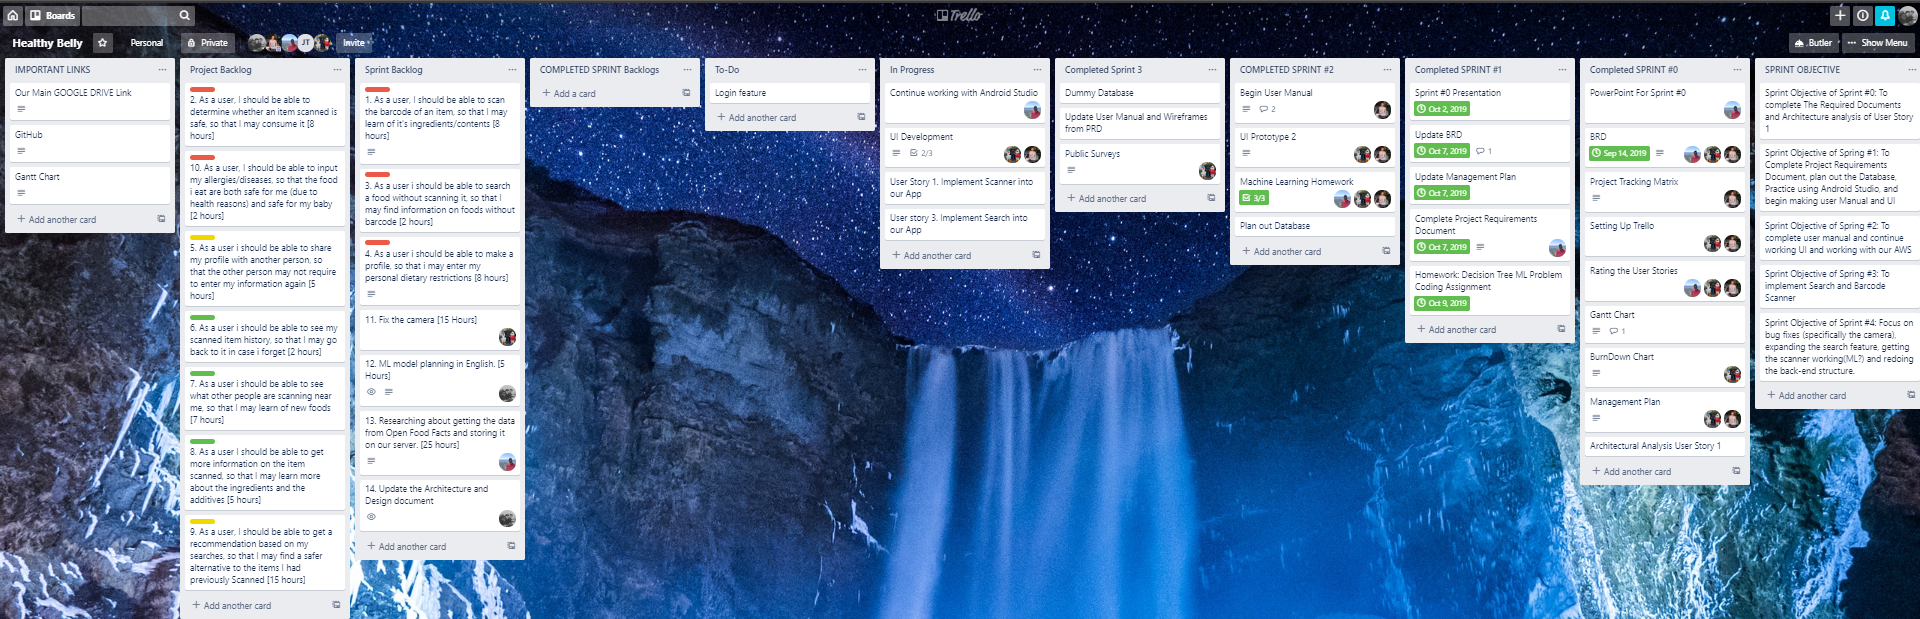 Boards
Trello
Healthy Belly
Personal
Private
JT
Invite
Butler
... Show Menu
IMPORTANT LINKS
Our Main GOOGLE DRIVE Link
GitHub
Gantt Chart
+ Add another card
Project Backlog
2. As a user, I should be able to
determine whether an item scanned is
safe, so that I may consume it [8
hours]
10. As a user, I should be able to input
my allergies/diseases, so that the food
i eat are both safe for me (due to
health reasons) and safe for my baby
[2 hours]
5. As a user i should be able to share
my profile with another person, so
that the other person may not require
to enter my information again [5
hours]
6. As a user i should be able to see my
scanned item history, so that I may go
back to it in case i forget [2 hours]
7. As a user i should be able to see
what other people are scanning near
me, so that I may learn of new foods
[7 hours]
8. As a user i should be able to get
more information on the item
scanned, so that I may learn more
about the ingredients and the
additives [5 hours]
9. As a user, I should be able to get a
recommendation based on my
searches, so that I may find a safer
alternative to the items I had
previously Scanned [15 hours]
+ Add another card
Sprint Backlog
1. As a user, I should be able to scan
the barcode of an item, so that I may
learn of it's ingredients/contents [8
hours]
3. As a user i should be able to search
a food without scanning it, so that I
may find information on foods without
barcode [2 hours]
4. As a user i should be able to make a
profile, so that i may enter my
personal dietary restrictions [8 hours]
11. Fix the camera [15 Hours]
12. ML model planning in English. [5
Hours]
13. Researching about getting the data
from Open Food Facts and storing it
on our server. [25 hours]
14. Update the Architecture and
Design document
+ Add another card
COMPLETED SPRINT Backlogs
+ Add a card
To-Do
Login feature
+ Add another card
In Progress
Continue working with Android Studio
UI Development
2/3
User Story 1. Implement Scanner into
our App
User story 3. Implement Search into
our App
+ Add another card
Completed Sprint 3
Dummy Database
Update User Manual and Wireframes
from PRD
Public Surveys
+ Add another card
COMPLETED SPRINT #2
Begin User Manual
2
UI Prototype 2
Machine Learning Homework
3/3
Plan out Database
+ Add another card
Completed SPRINT #1
Sprint #0 Presentation
Oct 2, 2019
Update BRD
Oct 7, 2019 1
Update Management Plan
Oct 7, 2019
Complete Project Requirements
Document
Oct 7, 2019
Homework: Decision Tree ML Problem
Coding Assignment
Oct 9, 2019
+ Add another card
Completed SPRINT #0
PowerPoint For Sprint #0
BRD
Sep 14, 2019
Project Tracking Matrix
Setting Up Trello
Rating the User Stories
Gantt Chart
1
BurnDown Chart
Management Plan
Architectural Analysis User Story 1
+ Add another card
SPRINT OBJECTIVE
Sprint Objective of Sprint #0: To
complete The Required Documents
and Architecture analysis of User Story
1
Sprint Objective of Spring #1: To
Complete Project Requirements
Document, plan out the Database,
Practice using Android Studio, and
begin making user Manual and UI
Sprint Objective of Spring #2: To
complete user manual and continue
working UI and working with our AWS
Sprint Objective of Spring #3: To
implement Search and Barcode
Scanner
Sprint Objective of Sprint #4: Focus on
bug fixes (specifically the camera),
expanding the search feature, getting
the scanner working(ML?) and redoing
the back-end structure.
+ Add another card